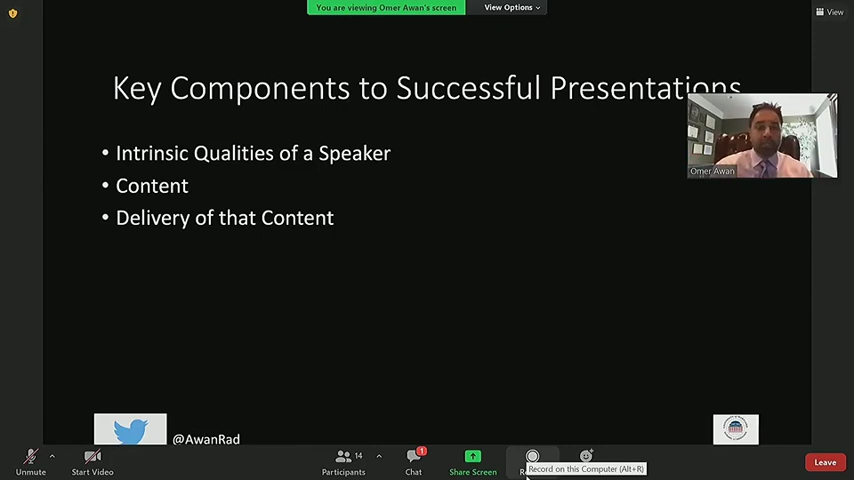 You are viewing Omer Awan's screen
View Options
View
Key Components to Successful Presentations
• Intrinsic Qualities of a Speaker
• Content
• Delivery of that Content
Omer Awan
@AwanRad
14
1
Unmute
Start Video
Participants
Chat
Share Screen
Record on this Computer (Alt+R)
Leave